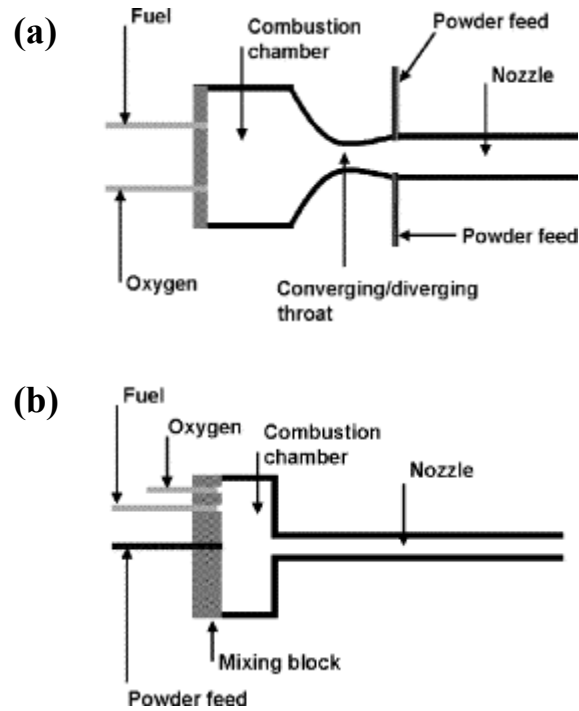 (a)
Fuel
Combustion
chamber
Powder feed
Nozzle
Oxygen
Converging/diverging
throat
Powder feed
(b)
Fuel
Oxygen
Combustion
chamber
Nozzle
Mixing block
Powder feed